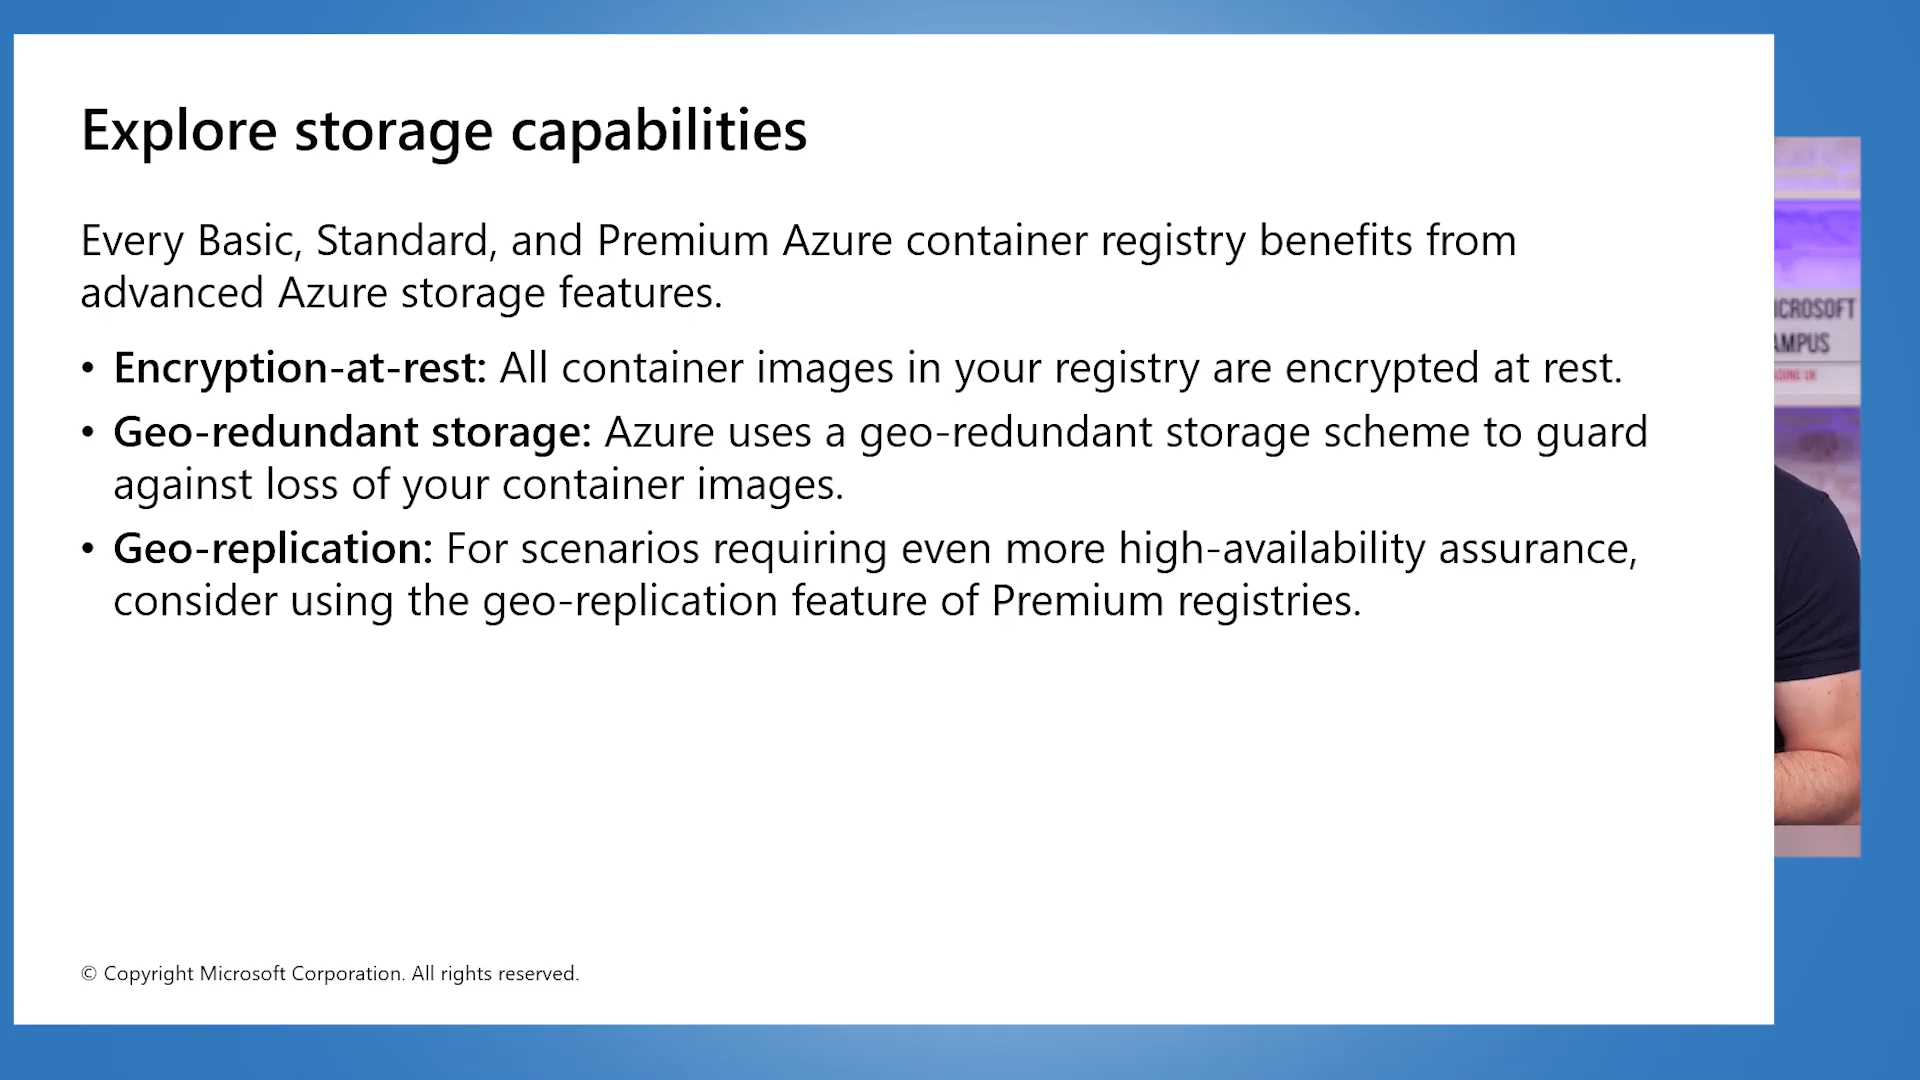 Explore storage capabilities
Every Basic, Standard, and Premium Azure container registry benefits from
advanced Azure storage features.
• Encryption-at-rest: All container images in your registry are encrypted at rest.
• Geo-redundant storage: Azure uses a geo-redundant storage scheme to guard
against loss of your container images.
• Geo-replication: For scenarios requiring even more high-availability assurance,
consider using the geo-replication feature of Premium registries.
© Copyright Microsoft Corporation. All rights reserved.
ICROSOFT
AMPUS